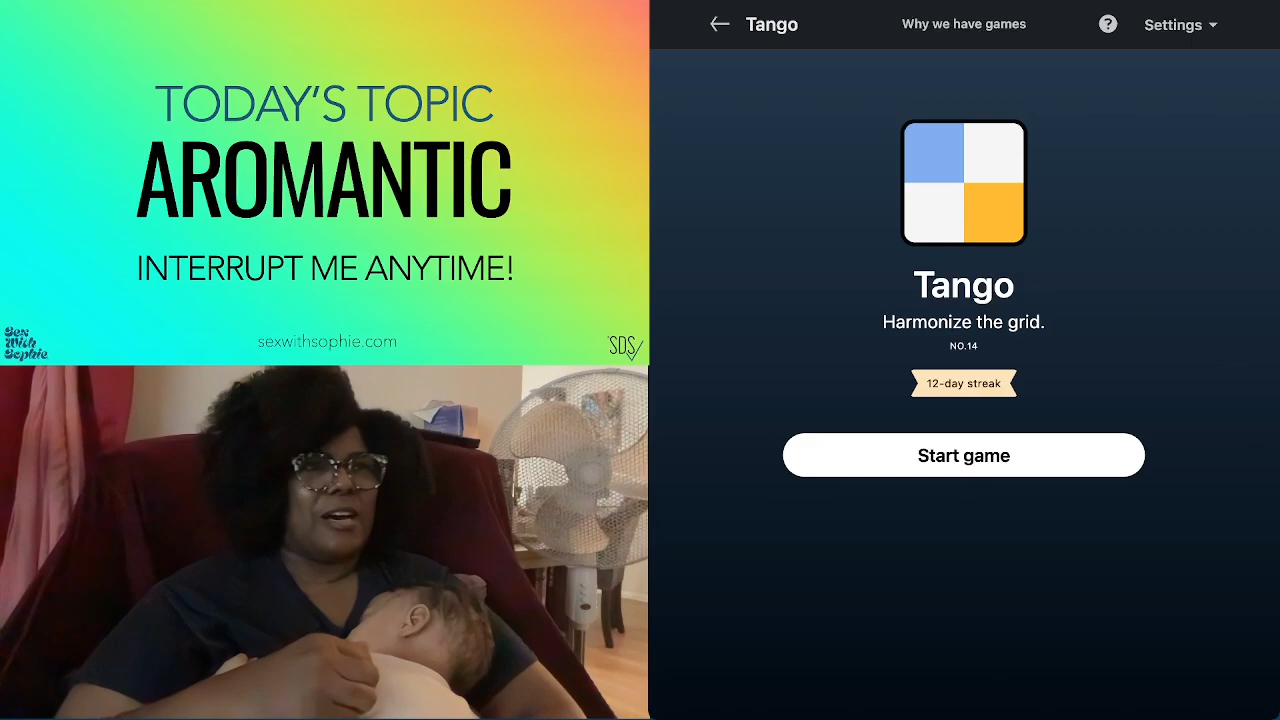 TODAY'S TOPIC
AROMANTIC
INTERRUPT ME ANYTIME!
Sex
With
Sophie
sexwithsophie.com
SDS
Tango
Why we have games
?
Settings
Tango
Harmonize the grid.
NO.14
12-day streak
Start game